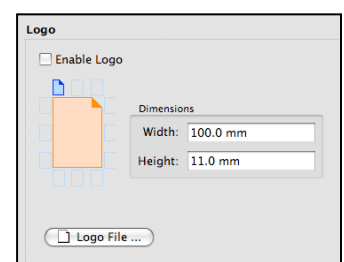 Logo
Enable Logo
Dimensions
Width: 100.0 mm
Height: 11.0 mm
Logo File ...